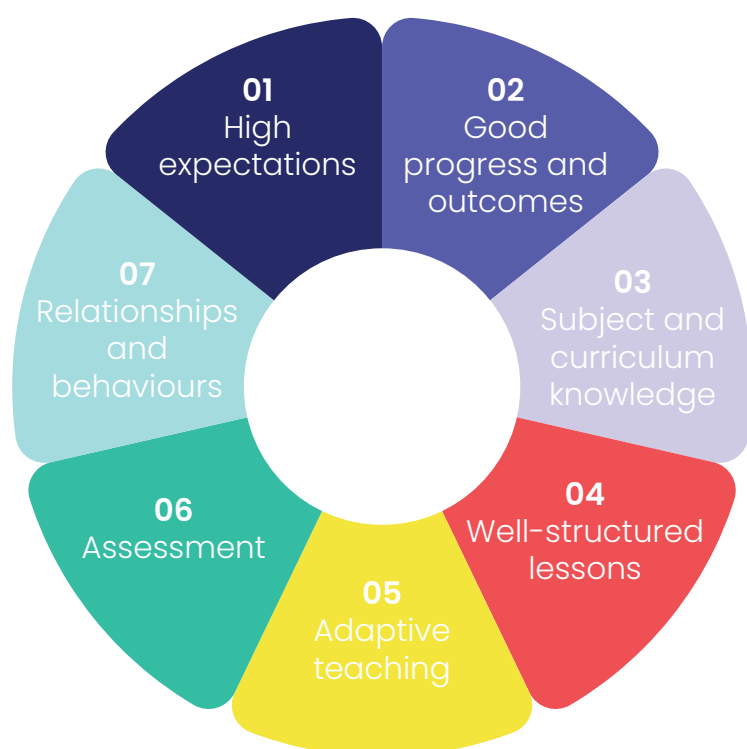 01
High
expectations
02
Good
progress and
outcomes
03
Subject and
curriculum
knowledge
04
Well-structured
lessons
05
Adaptive
teaching
06
Assessment
07
Relationships
and
behaviours